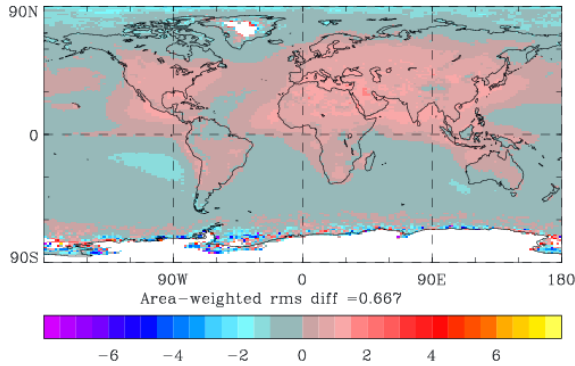 90N
0
90S
90W 0 90E 180
Area-weighted rms diff =0.667
-6 -4 -2 0 2 4 6